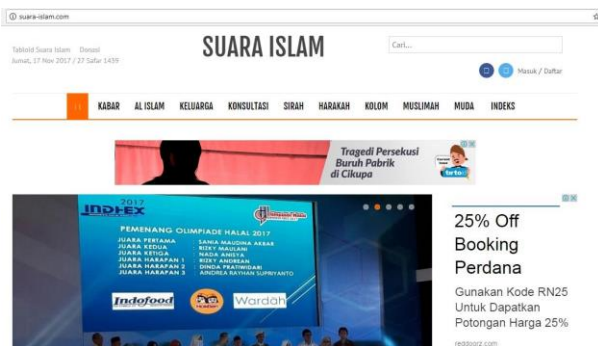 suara-islam.com
Tabloid Suara Islam Donasi
Jumat, 17 Nov 2017 / 27 Safar 1439
SUARA ISLAM
Cari...
Masuk / Daftar
KABAR AL ISLAM KELUARGA KONSULTASI SIRAH HARAKAH KOLOM MUSLIMAH MUDA INDEKS
Tragedi Persekusi
Buruh Pabrik
di Cikupa
tirto
2017
INDHEX
PEMENANG OLIMPIADE HALAL 2017
JUARA PERTAMA : SANIA MAUDINA AKBAR
JUARA KEDUA : RIZKY MAULANI
JUARA KETIGA : NADA ANISYA
JUARA HARAPAN 1 : RIZKY ANDREAN
JUARA HARAPAN 2 : DINDA PRATIWIDARI
JUARA HARAPAN 3 : AINDREA RAYHAN SUPRIYANTO
Indofood
Wardah
25% Off
Booking
Perdana
Gunakan Kode RN25
Untuk Dapatkan
Potongan Harga 25%
reddoorz.com